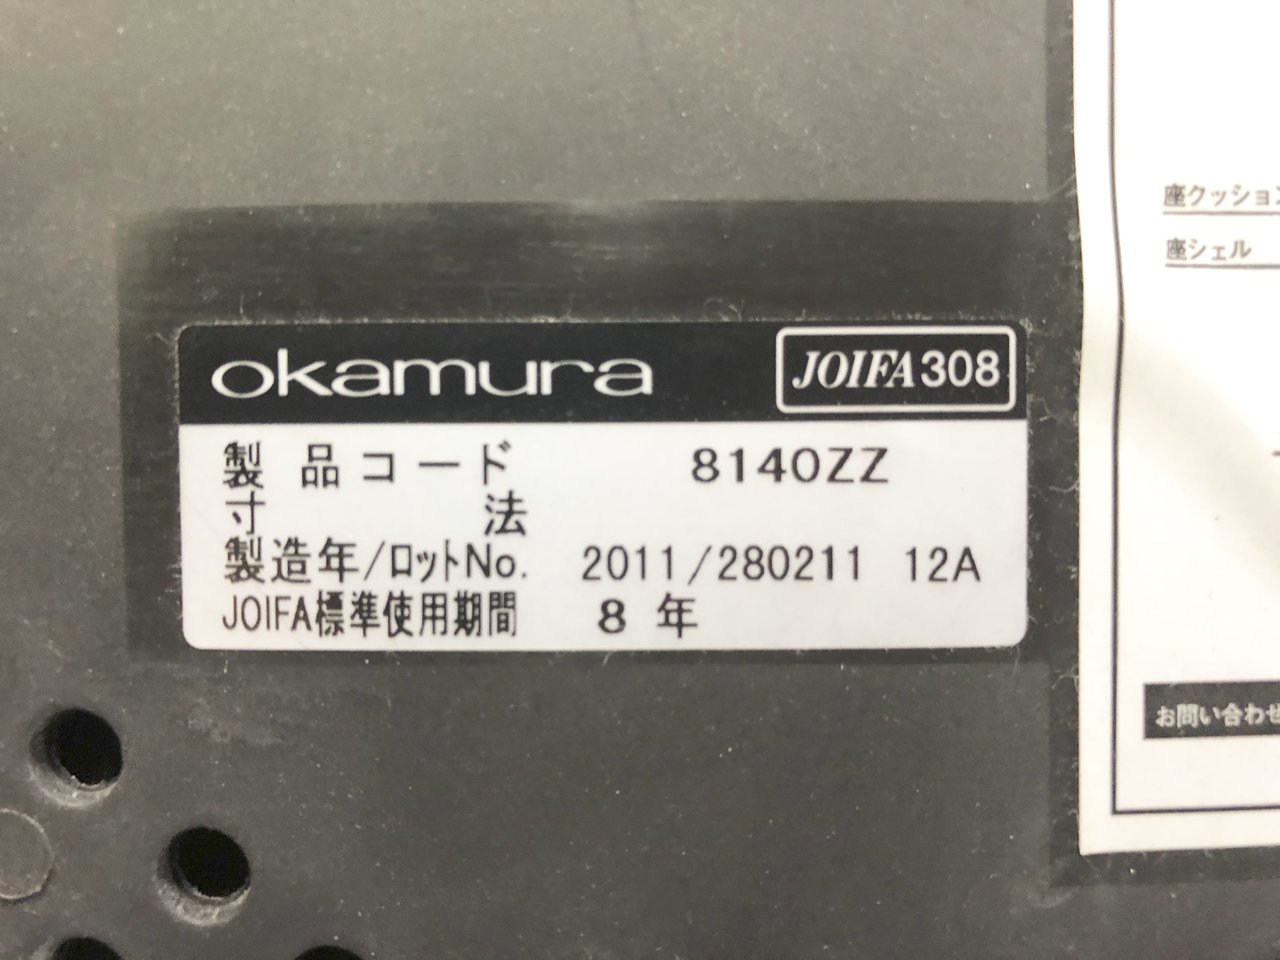 okamura JOIFA308
製品コード 8140ZZ
寸法
製造年/ロットNo. 2011/280211 12A
JOIFA標準使用期間 8年
座クッション
座シェル
お問い合わせ